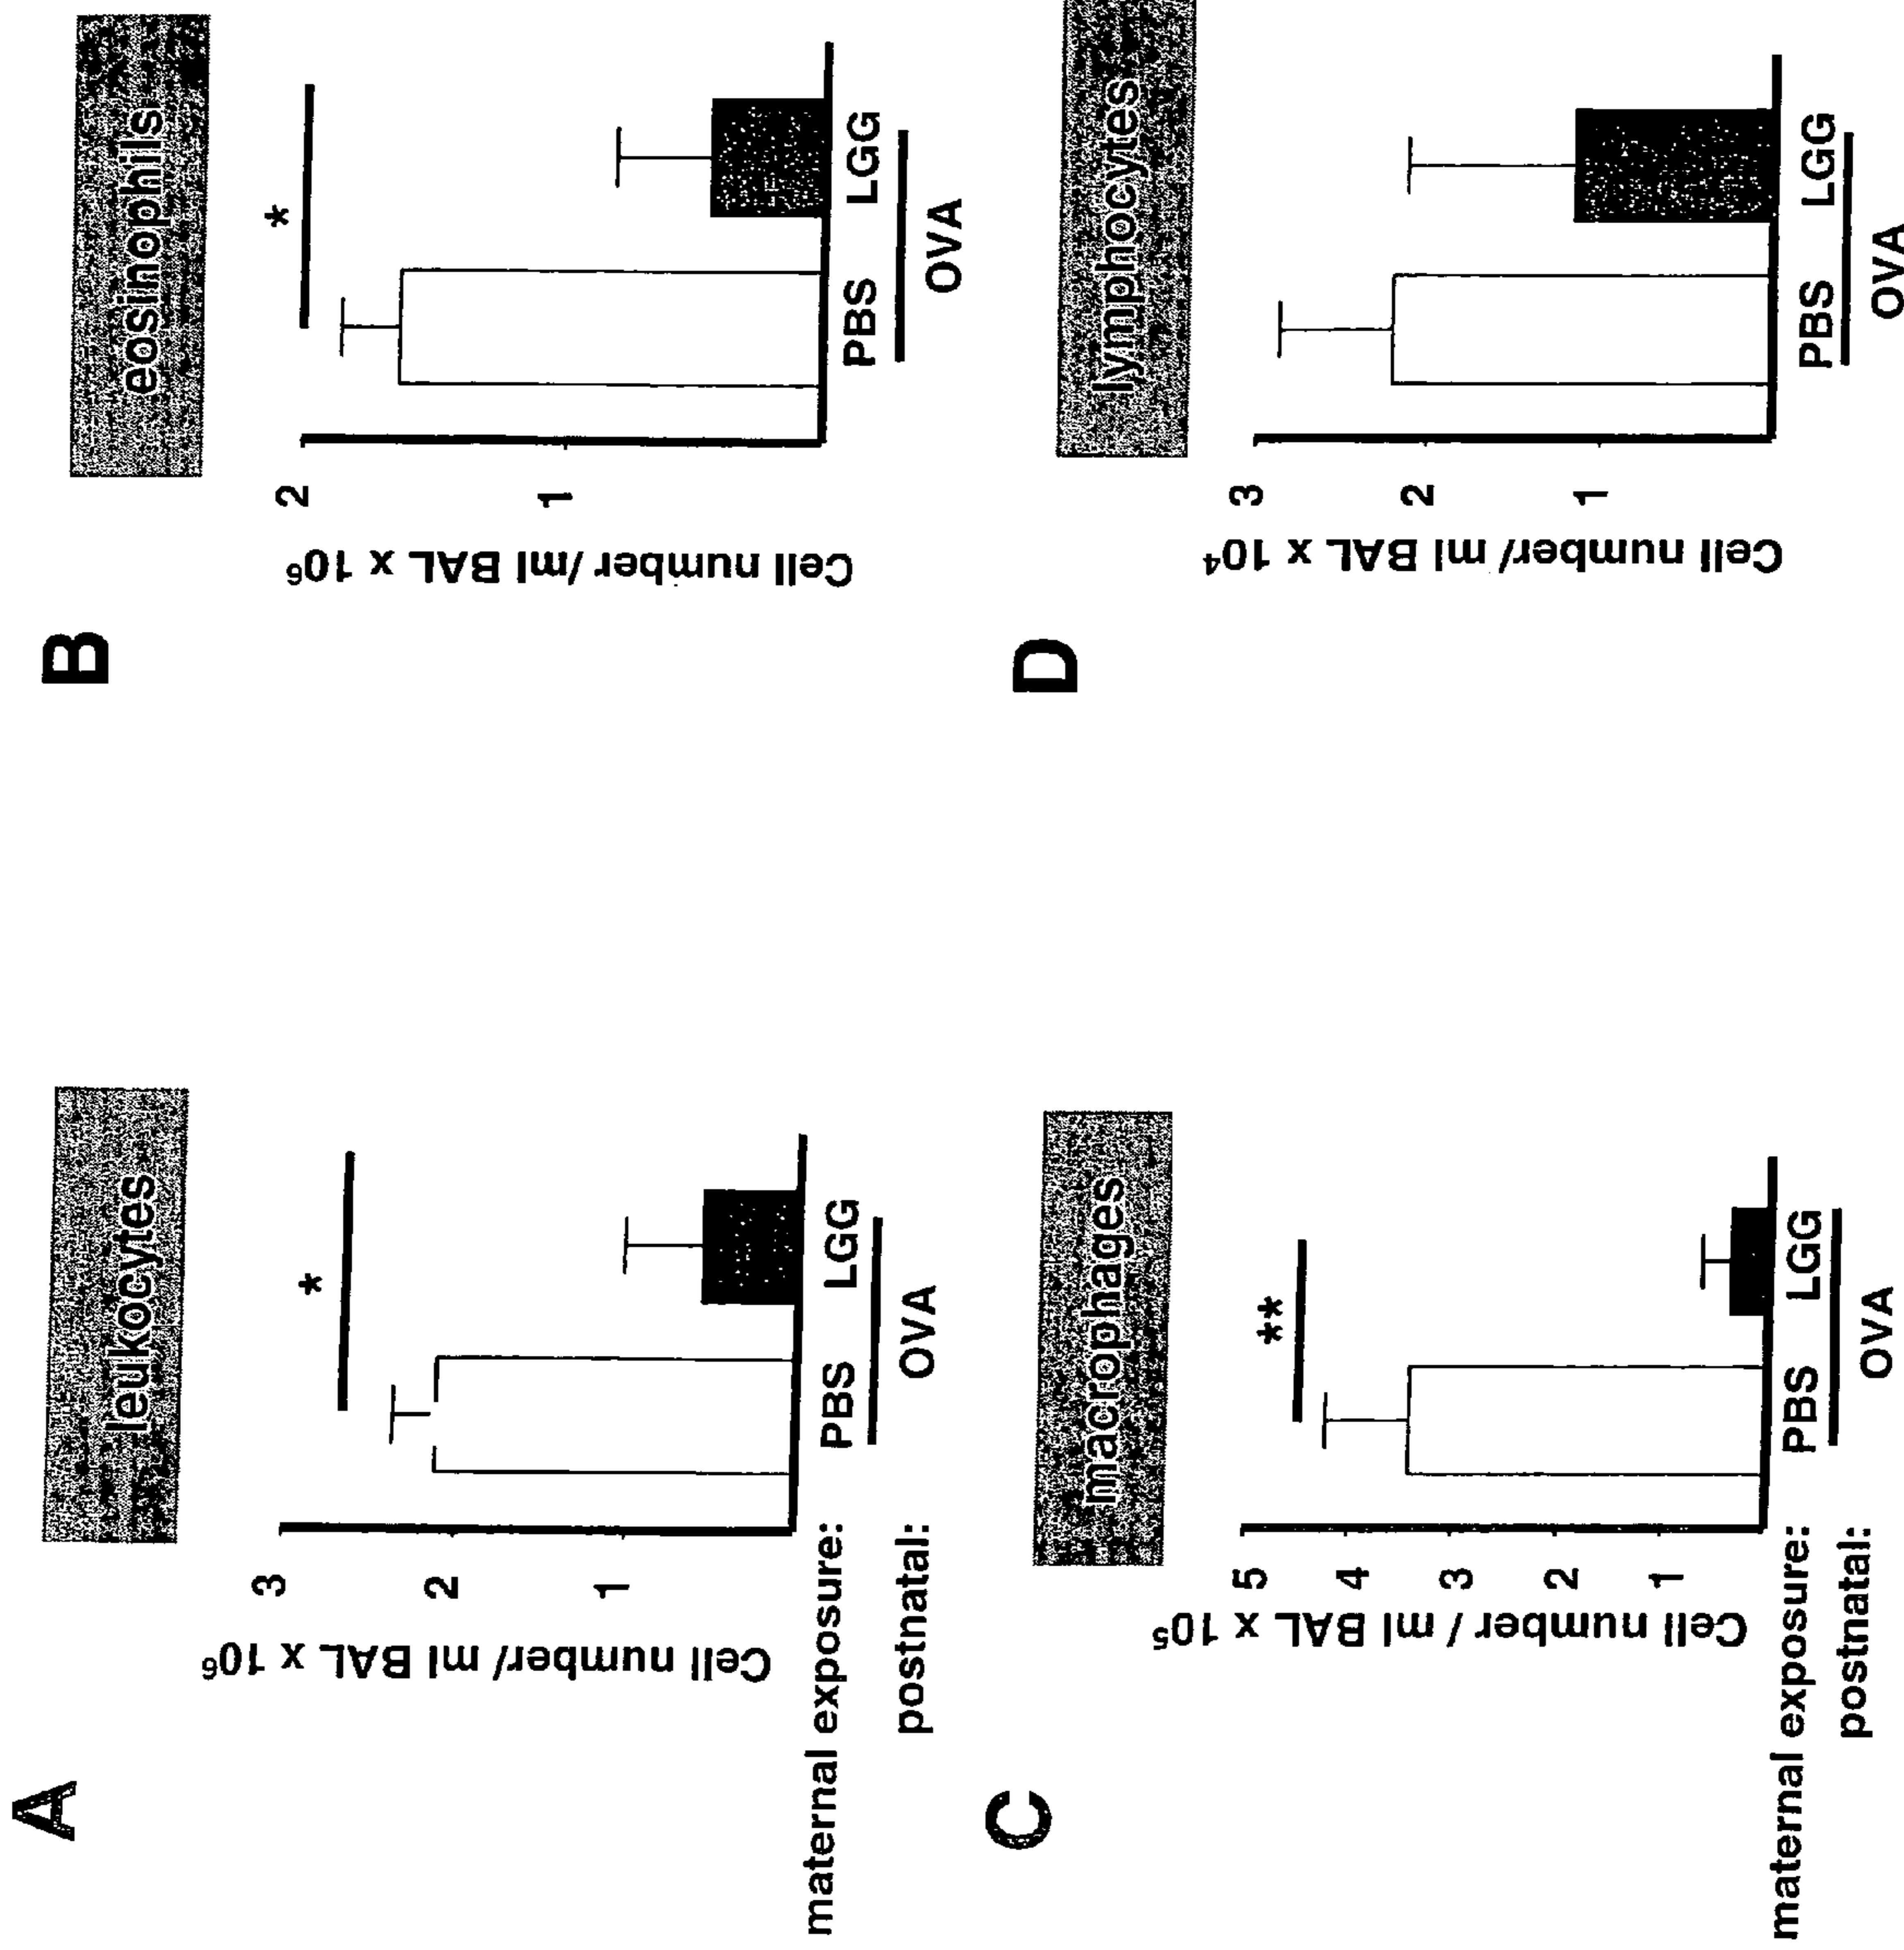 A
leukocytes
Cell number/ ml BAL x 10⁶
3
2
1
*
maternal exposure: PBS LGG
postnatal: OVA
B
eosinophils
Cell number /ml BAL x 10⁶
2
1
*
PBS LGG
OVA
C
macrophages
Cell number / ml BAL x 10⁵
5
4
3
2
1
**
maternal exposure: PBS LGG
postnatal: OVA
D
lymphocytes
Cell number/ ml BAL x 10⁴
3
2
1
PBS LGG
OVA